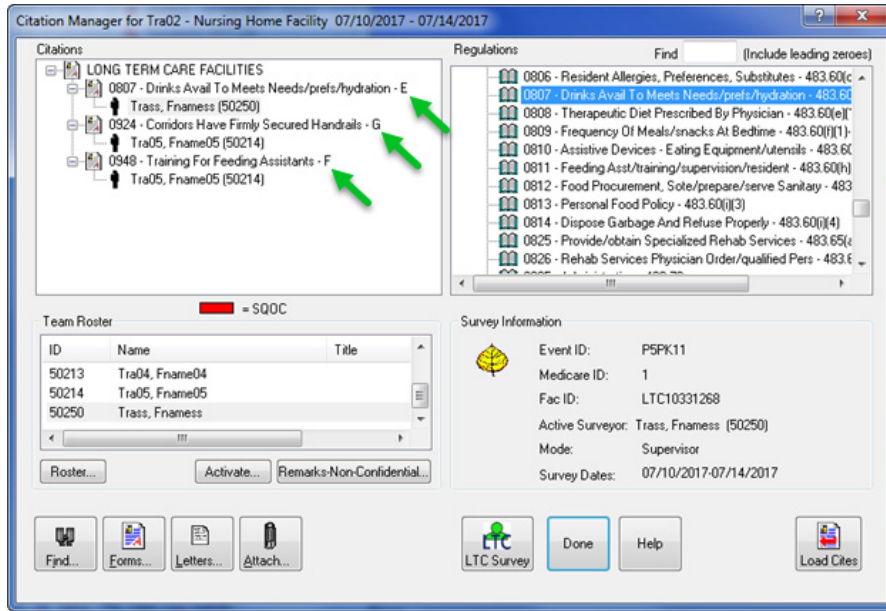 Citation Manager for Tra02 - Nursing Home Facility 07/10/2017 - 07/14/2017
Citations
LONG TERM CARE FACILITIES
0807 - Drinks Avail To Meets Needs/prefs/hydration - E
Trass, Fnamess (50250)
0924 - Corridors Have Firmly Secured Handrails - G
Tra05, Fname05 (50214)
0948 - Training For Feeding Assistants - F
Tra05, Fname05 (50214)
Regulations
Find
(Include leading zeroes)
0806 - Resident Allergies, Preferences, Substitutes - 483.60(c
0807 - Drinks Avail To Meets Needs/prefs/hydration - 483.60
0808 - Therapeutic Diet Prescribed By Physician - 483.60(e)(
0809 - Frequency Of Meals/snacks At Bedtime - 483.60(f)(1)-
0810 - Assistive Devices - Eating Equipment/utensils - 483.60
0811 - Feeding Asst/training/supervision/resident - 483.60(h)
0812 - Food Procurement, Sote/prepare/serve Sanitary - 483
0813 - Personal Food Policy - 483.60(i)(3)
0814 - Dispose Garbage And Refuse Properly - 483.60(i)(4)
0825 - Provide/obtain Specialized Rehab Services - 483.65(a
0826 - Rehab Services Physician Order/qualified Pers - 483.6
= SQOC
Team Roster
ID Name Title
50213 Tra04, Fname04
50214 Tra05, Fname05
50250 Trass, Fnamess
Roster...
Activate...
Remarks-Non-Confidential...
Survey Information
Event ID: P5PK11
Medicare ID: 1
Fac ID: LTC10331268
Active Surveyor: Trass, Fnamess (50250)
Mode: Supervisor
Survey Dates: 07/10/2017-07/14/2017
Find...
Forms...
Letters...
Attach...
LTC
LTC Survey
Done
Help
Load Cites